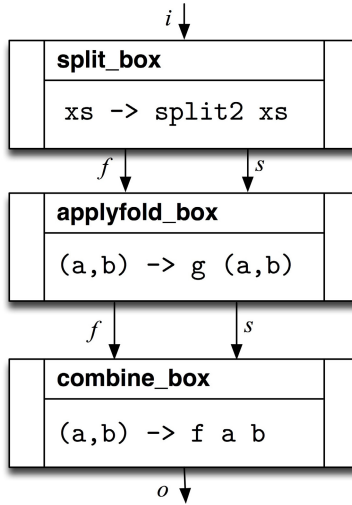 i
split_box
xs -> split2 xs
f s
applyfold_box
(a,b) -> g (a,b)
f s
combine_box
(a,b) -> f a b
o